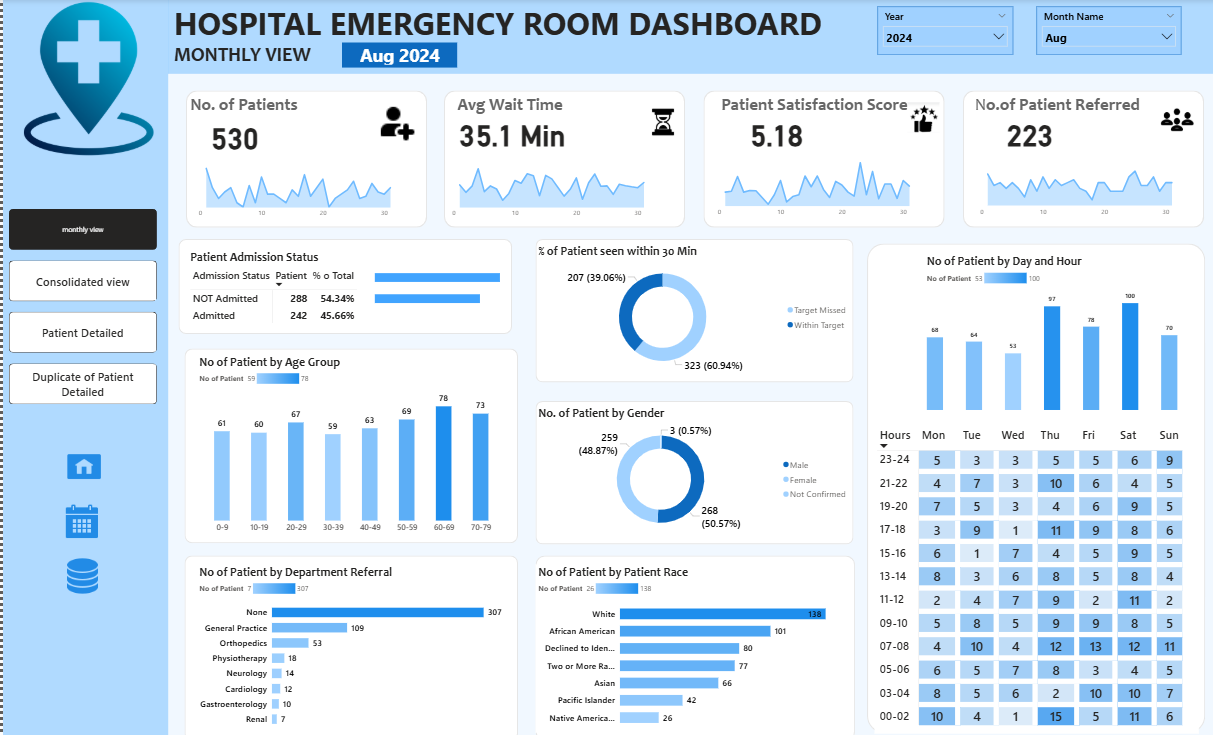 HOSPITAL EMERGENCY ROOM DASHBOARD
MONTHLY VIEW
Aug 2024
Year
2024
Month Name
Aug
monthly view
Consolidated view
Patient Detailed
Duplicate of Patient
Detailed
No. of Patients
530
0 10 20 30
Avg Wait Time
35.1 Min
0 10 20 30
Patient Satisfaction Score
5.18
0 10 20 30
No.of Patient Referred
223
0 10 20 30
Patient Admission Status
Admission Status Patient % o Total
NOT Admitted 288 54.34%
Admitted 242 45.66%
No of Patient by Age Group
No of Patient 59 78
61 60 67 59 63 69 78 73
0-9 10-19 20-29 30-39 40-49 50-59 60-69 70-79
No of Patient by Department Referral
No of Patient 7 307
None 307
General Practice 109
Orthopedics 53
Physiotherapy 18
Neurology 14
Cardiology 12
Gastroenterology 10
Renal 7
% of Patient seen within 30 Min
207 (39.06%)
323 (60.94%)
Target Missed
Within Target
No. of Patient by Gender
3 (0.57%)
259
(48.87%)
268
(50.57%)
Male
Female
Not Confirmed
No of Patient by Patient Race
No of Patient 26 138
White 138
African American 101
Declined to Iden... 80
Two or More Ra... 77
Asian 66
Pacific Islander 42
Native America... 26
No of Patient by Day and Hour
No of Patient 53 100
68 64 53 97 78 100 70
Hours Mon Tue Wed Thu Fri Sat Sun
23-24 5 3 3 5 5 6 9
21-22 4 7 3 10 6 4 5
19-20 7 5 3 4 6 9 5
17-18 3 9 1 11 9 8 6
15-16 6 1 7 4 5 9 5
13-14 8 3 6 8 5 8 4
11-12 2 4 7 9 2 11 2
09-10 5 8 5 9 9 8 5
07-08 4 10 4 12 13 12 11
05-06 6 5 7 8 3 4 5
03-04 8 5 6 2 10 10 7
00-02 10 4 1 15 5 11 6